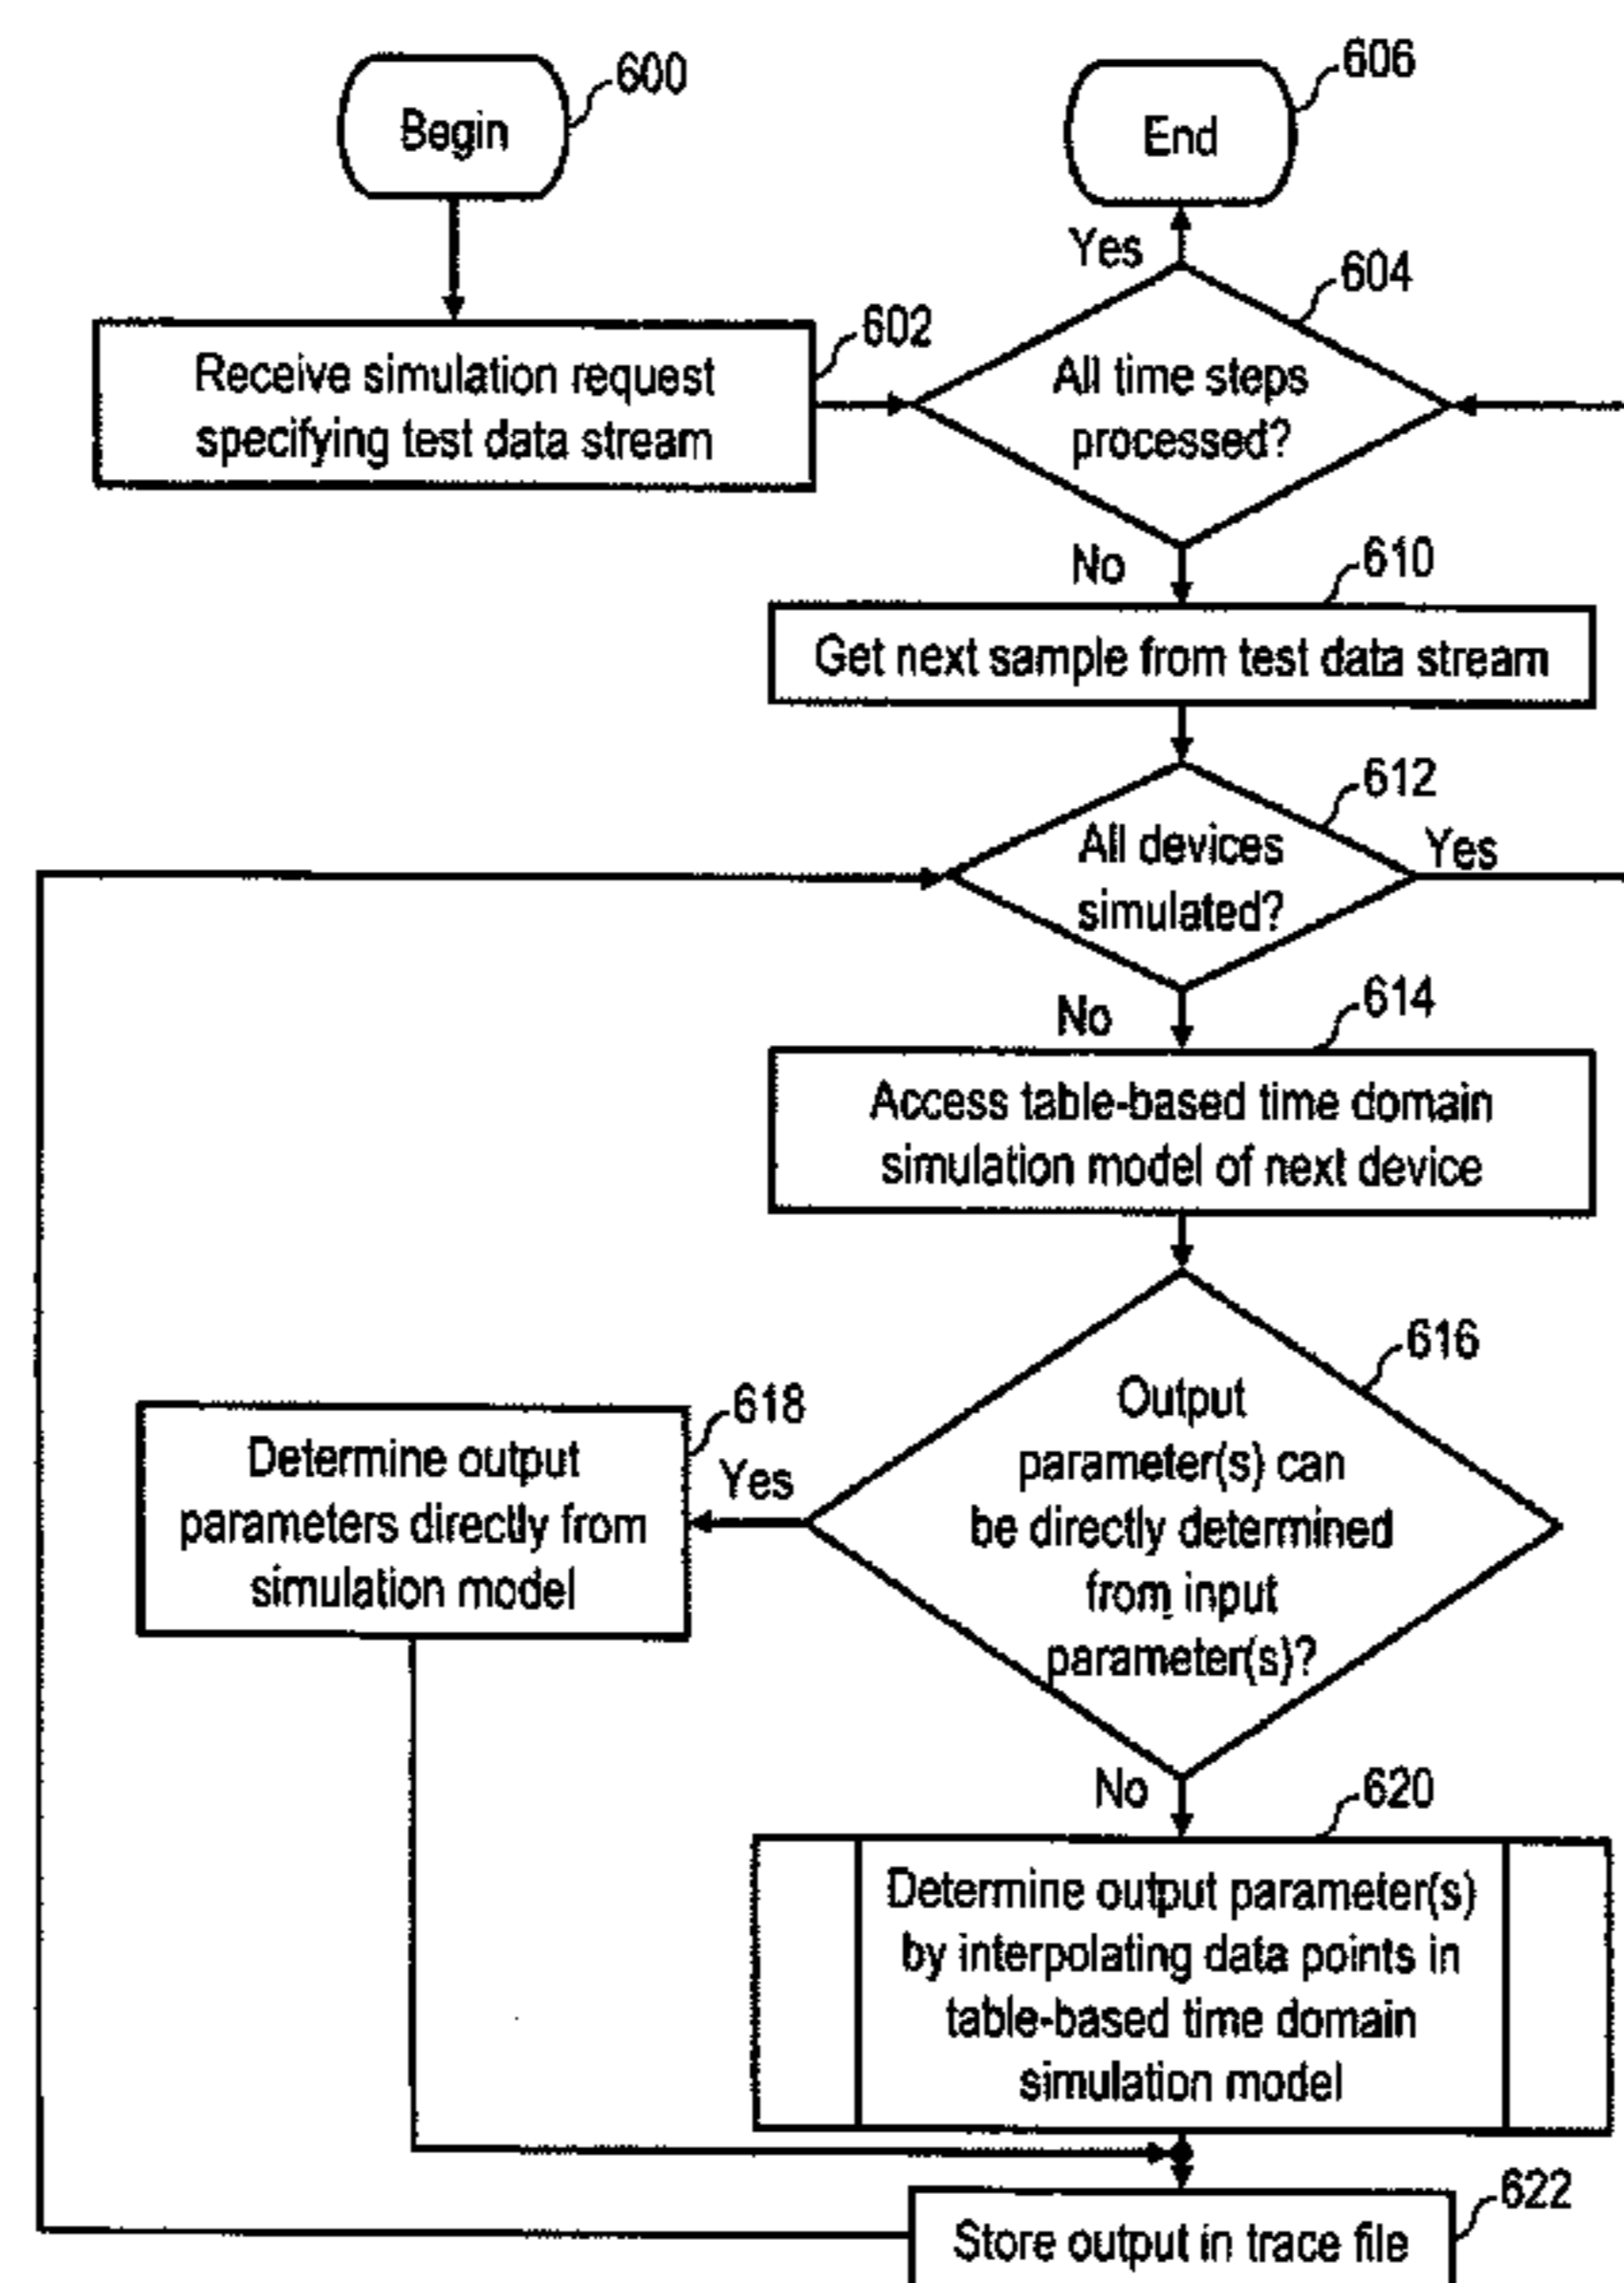 Begin
600
End
606
Yes
604
Receive simulation request
specifying test data stream
602
All time steps
processed?
No
610
Get next sample from test data stream
612
All devices
simulated?
Yes
No
614
Access table-based time domain
simulation model of next device
616
Output
parameter(s) can
be directly determined
from input
parameter(s)?
618
Yes
Determine output
parameters directly from
simulation model
No
620
Determine output parameter(s)
by interpolating data points in
table-based time domain
simulation model
622
Store output in trace file